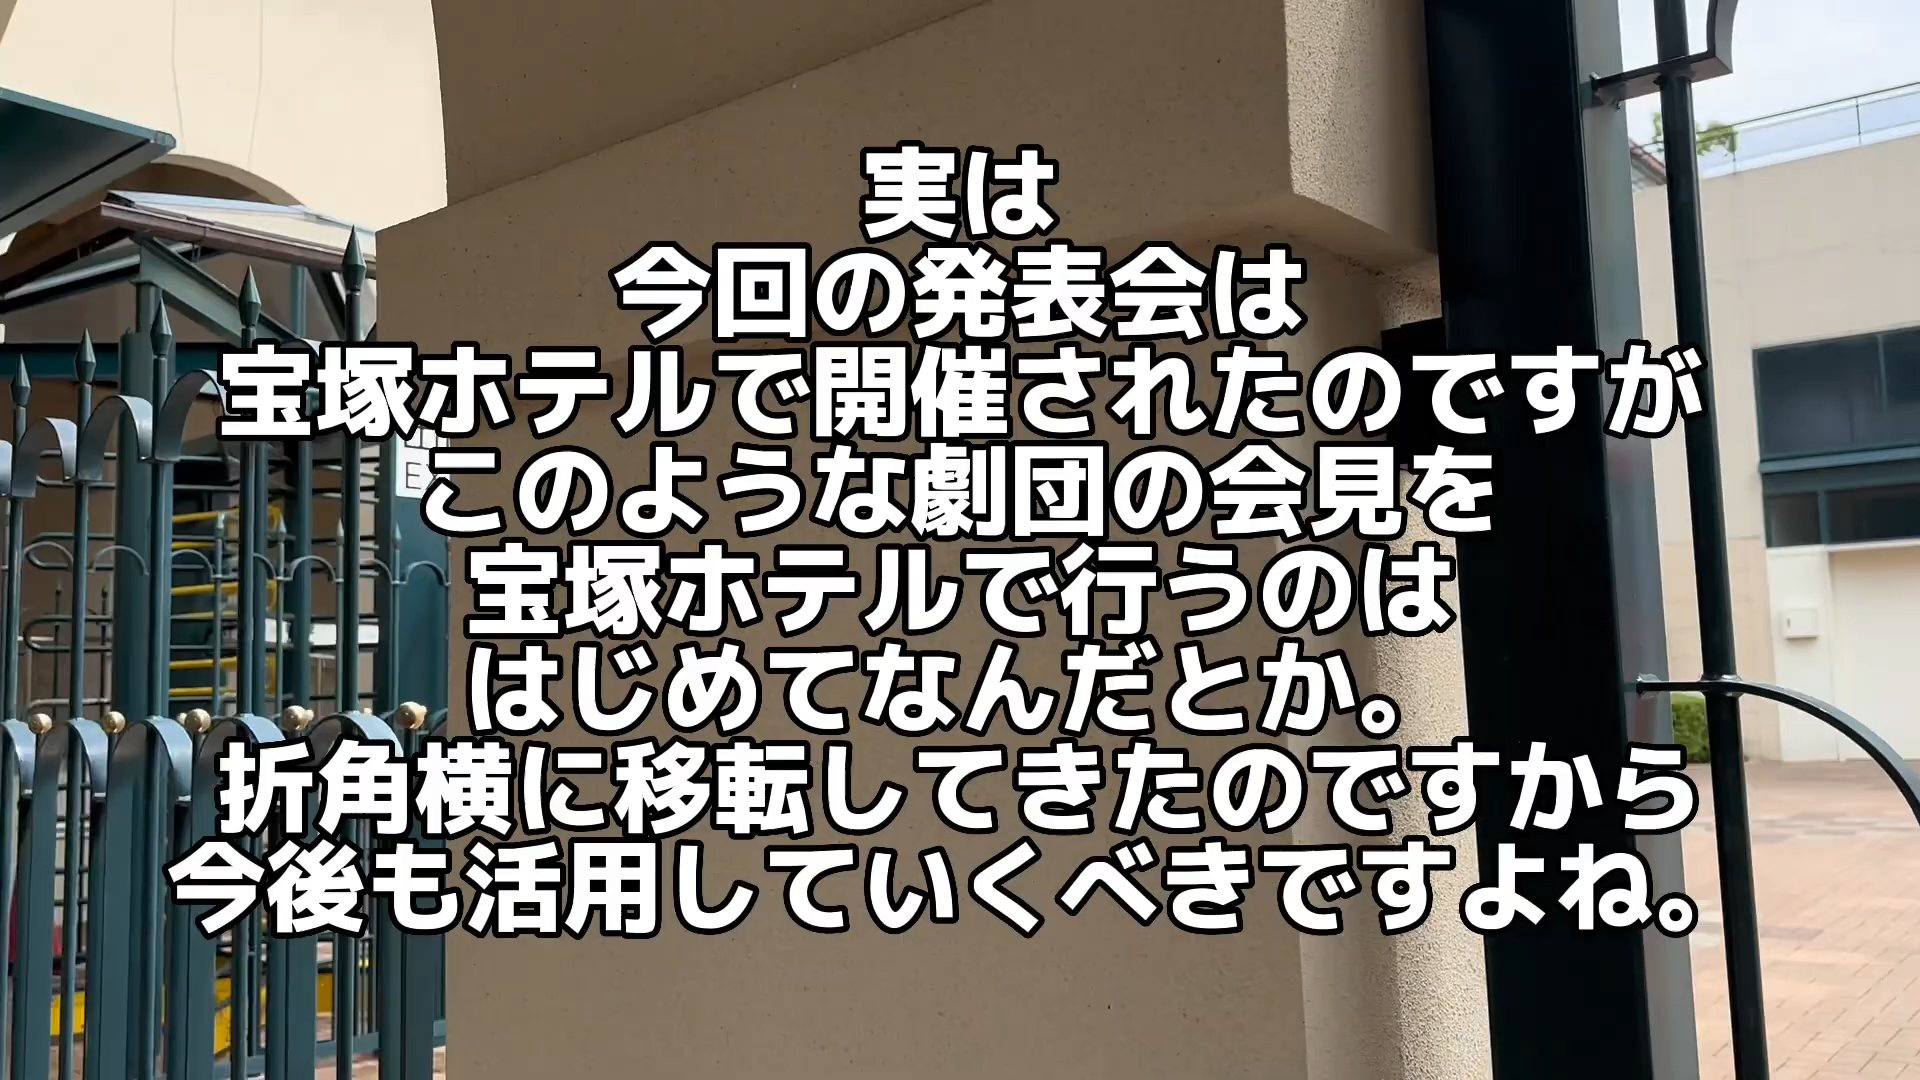 実は
今回の発表会は
宝塚ホテルで開催されたのですが
このような劇団の会見を
宝塚ホテルで行うのは
はじめてなんだとか。
折角横に移転してきたのですから
今後も活用していくべきですよね。